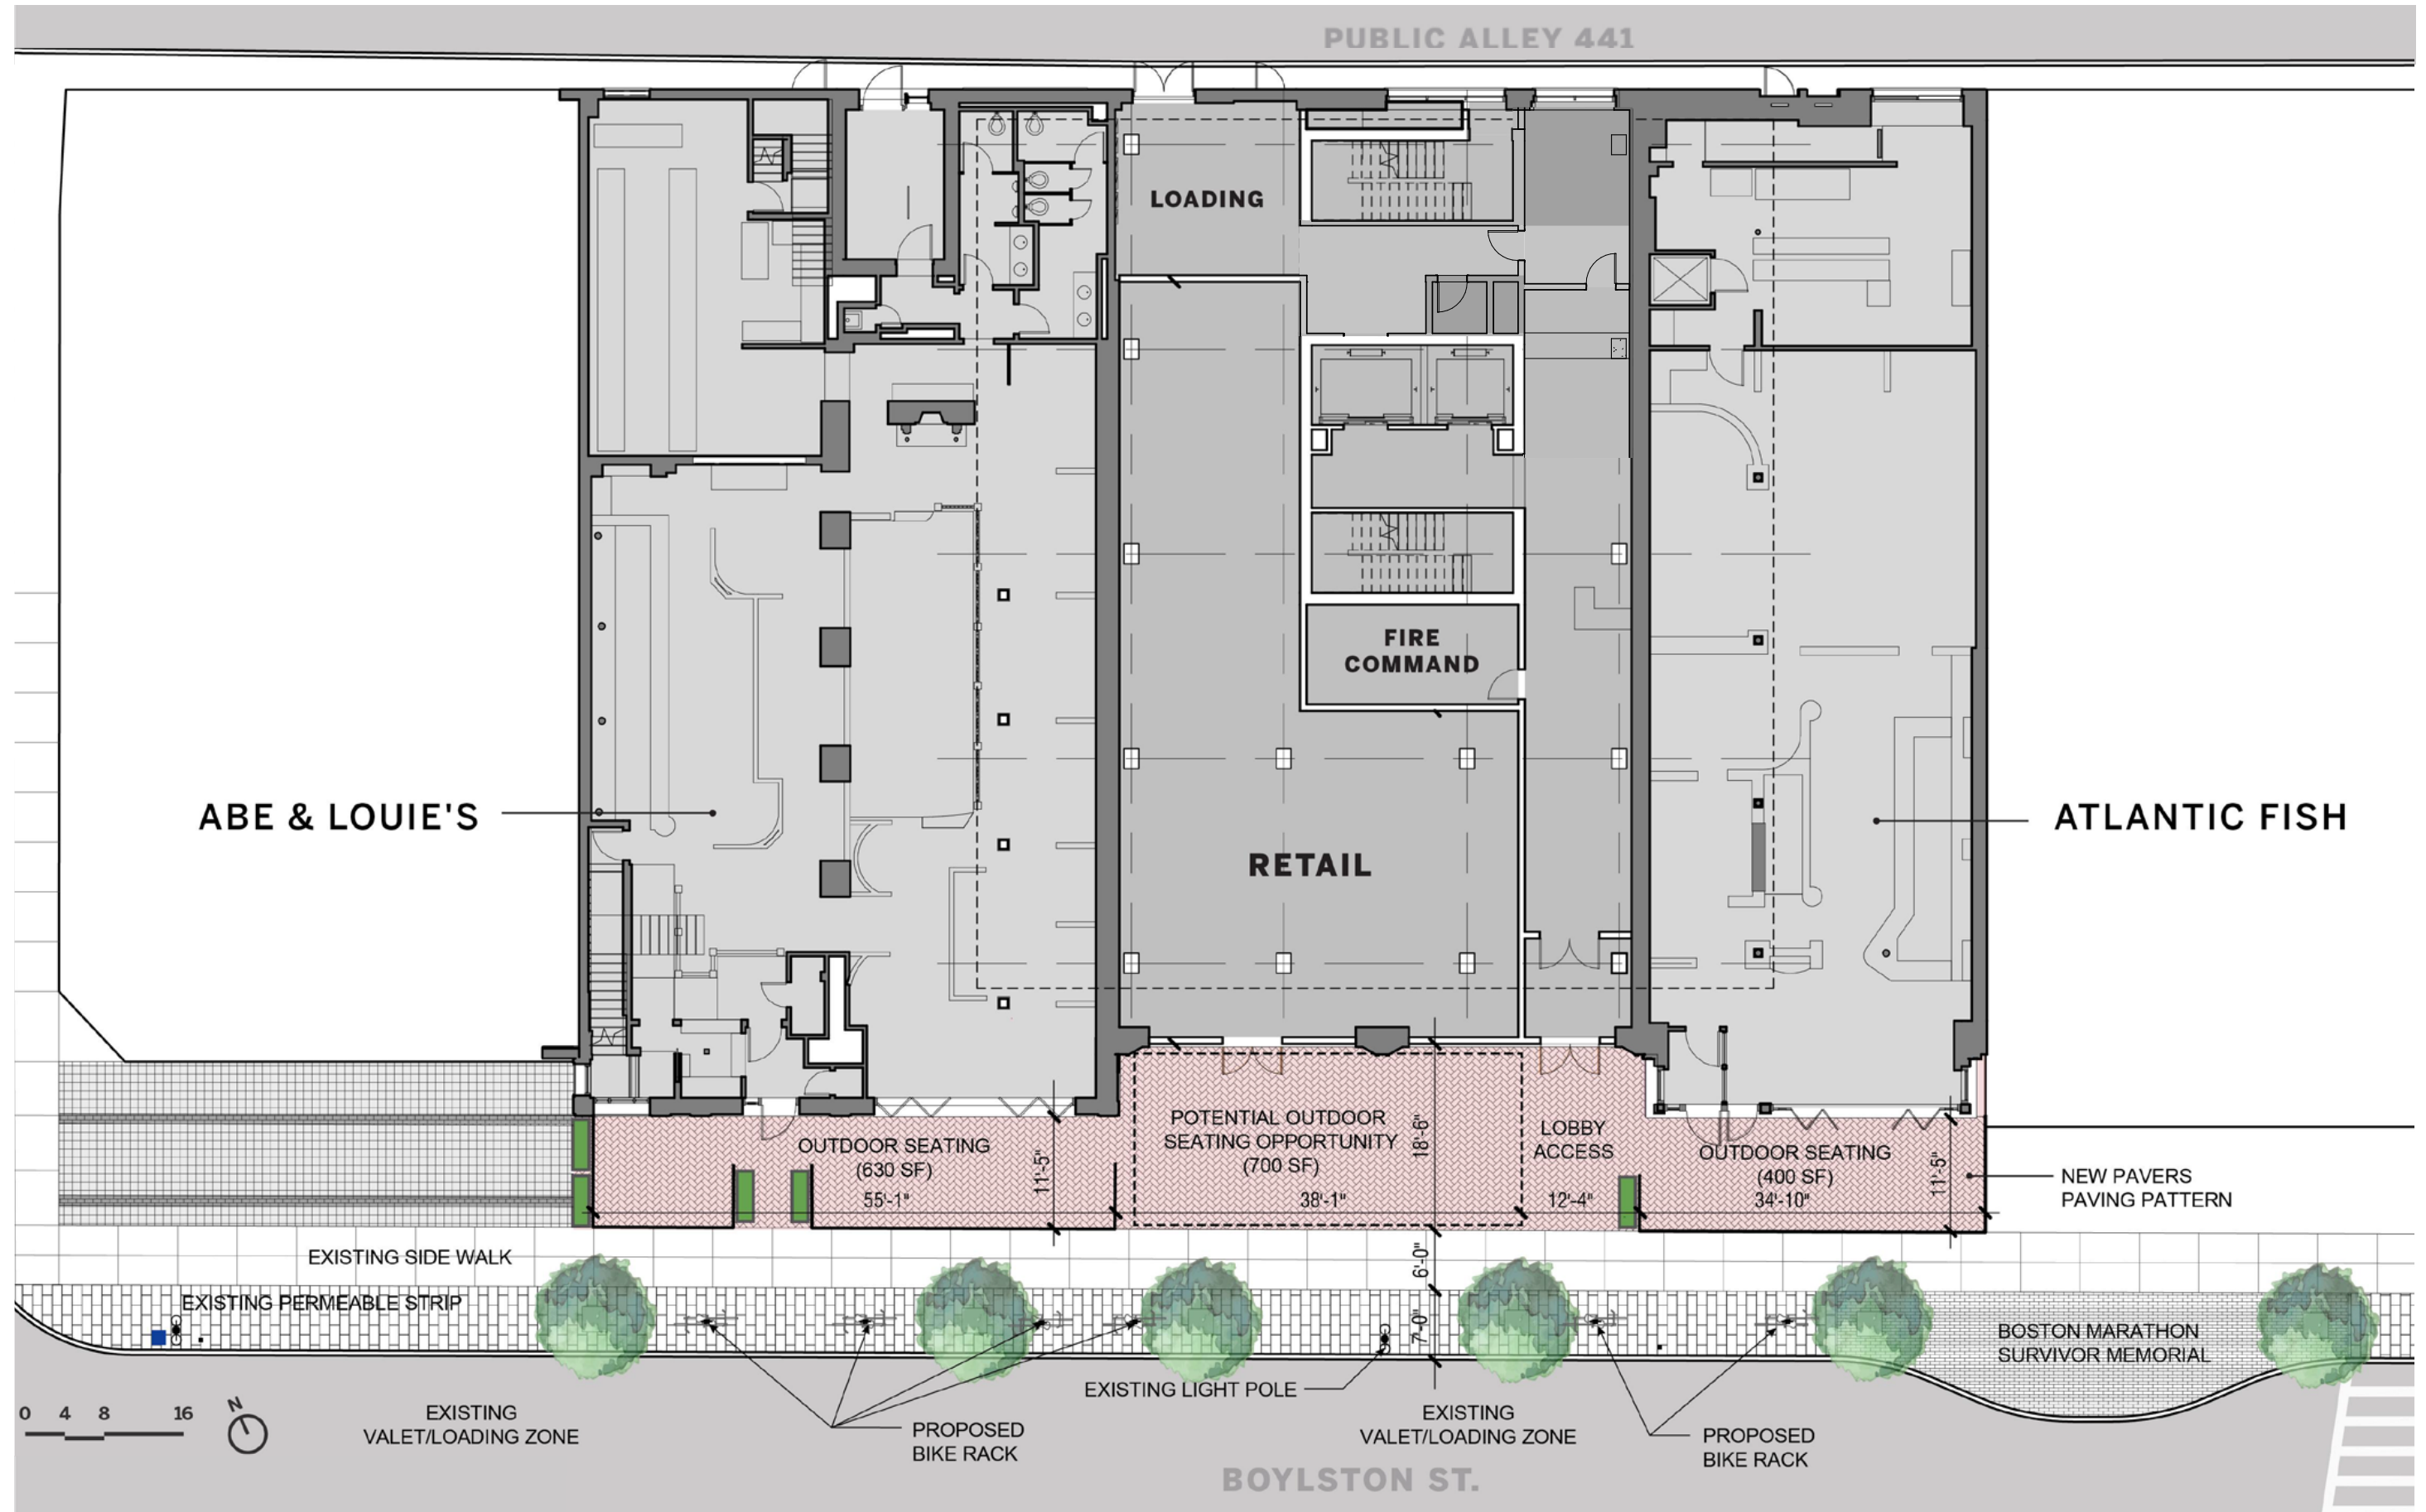 PUBLIC ALLEY 441
LOADING
FIRE
COMMAND
ABE & LOUIE'S
ATLANTIC FISH
RETAIL
OUTDOOR SEATING
(630 SF)
55'-1"
11'-5"
POTENTIAL OUTDOOR
SEATING OPPORTUNITY
(700 SF)
38'-1"
18'-6"
LOBBY
ACCESS
12'-4"
OUTDOOR SEATING
(400 SF)
34'-10"
11'-5"
NEW PAVERS
PAVING PATTERN
EXISTING SIDE WALK
6'-0"
EXISTING PERMEABLE STRIP
7'-0"
BOSTON MARATHON
SURVIVOR MEMORIAL
EXISTING LIGHT POLE
0 4 8 16
N
EXISTING
VALET/LOADING ZONE
PROPOSED
BIKE RACK
EXISTING
VALET/LOADING ZONE
PROPOSED
BIKE RACK
BOYLSTON ST.